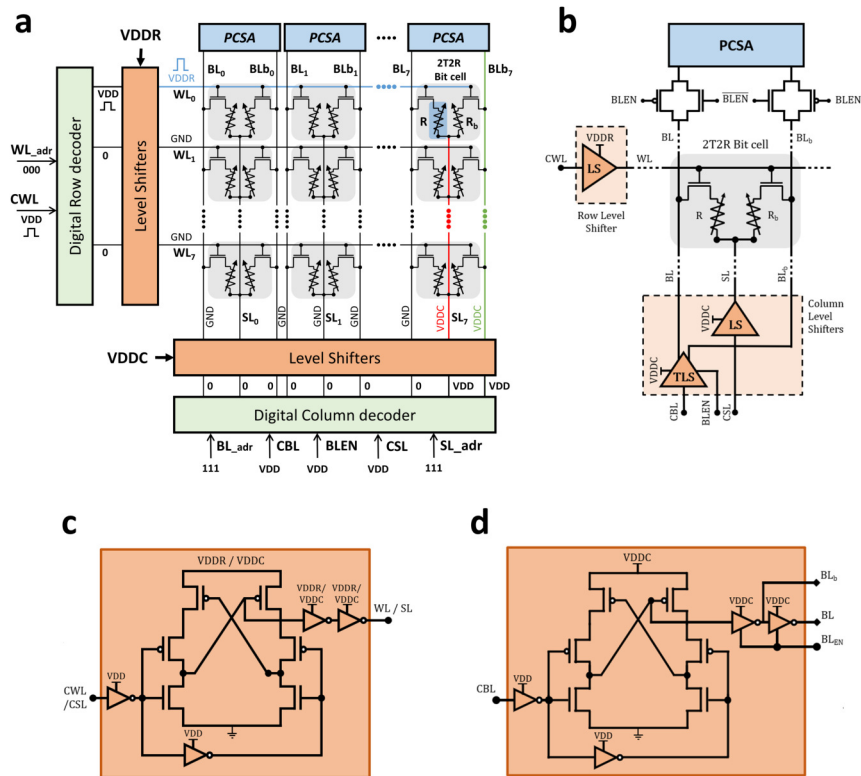 a
VDDR
PCSA
PCSA
PCSA
VDDR
BL0
BLb0
BL1
BLb1
BL7
2T2R
Bit cell
BLb7
VDD
WL0
R
Rb
GND
WL_adr
000
0
WL1
CWL
VDD
Digital Row decoder
Level Shifters
GND
0
WL7
GND
SL0
GND
GND
SL1
GND
GND
VDDC
SL7
VDDC
VDDC
Level Shifters
0
0
0
0
0
0
0
VDD
VDD
Digital Column decoder
BL_adr
CBL
BLEN
CSL
SL_adr
111
VDD
VDD
VDD
111
b
PCSA
BLEN
BLEN
BLEN
BL
BLb
VDDR
2T2R Bit cell
CWL
LS
WL
Row Level
Shifter
R
Rb
BL
SL
BLb
Column
Level
Shifters
VDDC
LS
VDDC
TLS
CBL
BLEN
CSL
c
VDDR / VDDC
VDDR/
VDDC
VDDR/
VDDC
WL / SL
VDD
CWL
/CSL
VDD
d
VDDC
BLb
VDDC
VDDC
BL
BLEN
VDD
CBL
VDD